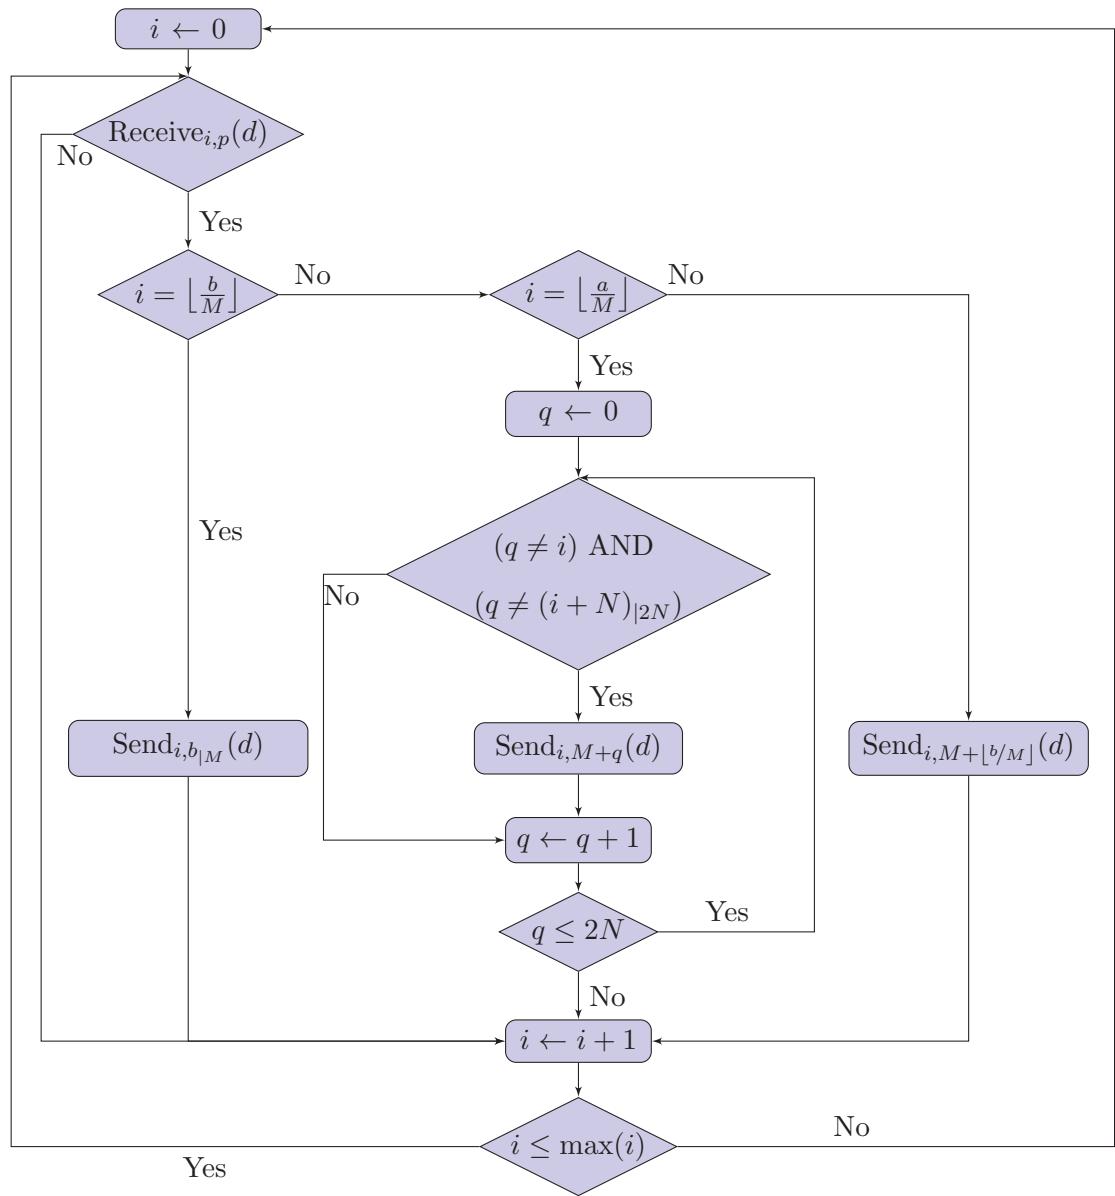 i ← 0
Receive_{i,p}(d)
No
Yes
i = ⌊b/M⌋
No
i = ⌊a/M⌋
No
Yes
q ← 0
Yes
(q ≠ i) AND
(q ≠ (i + N)_{|2N})
No
Yes
Send_{i,b_{|M}}(d)
Send_{i,M+q}(d)
Send_{i,M+⌊b/M⌋}(d)
q ← q + 1
q ≤ 2N
Yes
No
i ← i + 1
i ≤ max(i)
No
Yes